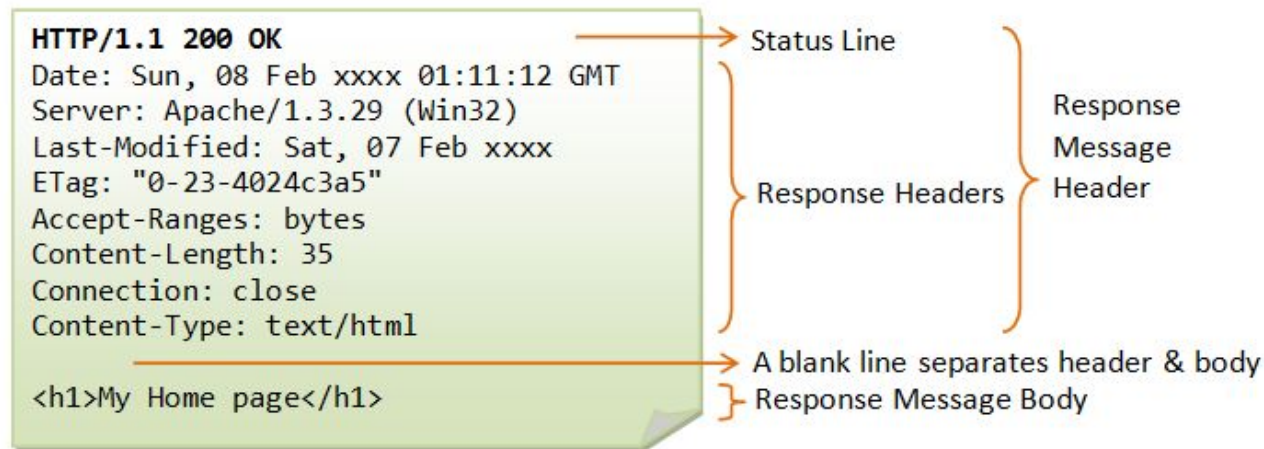 HTTP/1.1 200 OK
Date: Sun, 08 Feb xxxx 01:11:12 GMT
Server: Apache/1.3.29 (Win32)
Last-Modified: Sat, 07 Feb xxxx
ETag: "0-23-4024c3a5"
Accept-Ranges: bytes
Content-Length: 35
Connection: close
Content-Type: text/html
<h1>My Home page</h1>
Status Line
Response Headers
Response
Message
Header
A blank line separates header & body
Response Message Body